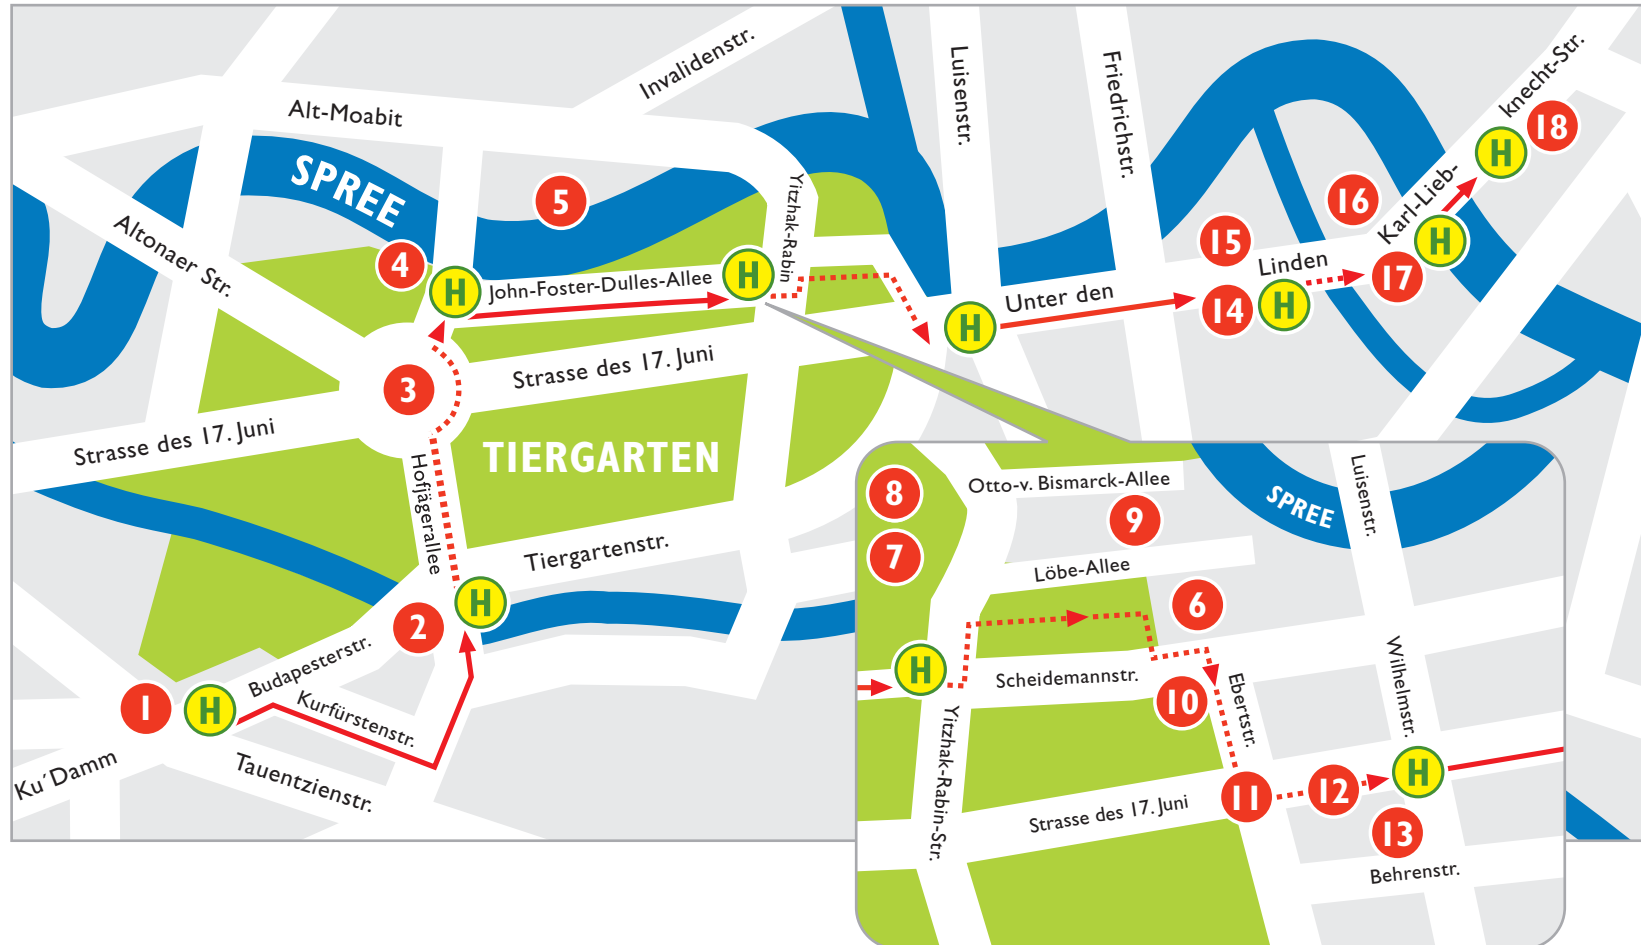 Invalidenstr.
Luisenstr.
Friedrichstr.
knecht-Str.
18
H
Alt-Moabit
SPREE
5
Yitzhak-Rabin
16
Karl-Lieb-
H
Altonaer Str.
4
15
Linden
17
H
John-Foster-Dulles-Allee
H
Unter den
14
H
H
3
Strasse des 17. Juni
Strasse des 17. Juni
TIERGARTEN
Hofjägerallee
Tiergartenstr.
H
2
Budapesterstr.
1
H
Kurfürstenstr.
Ku´Damm
Tauentzienstr.
8
Otto-v. Bismarck-Allee
9
SPREE
Luisenstr.
7
Löbe-Allee
6
H
Scheidemannstr.
10
Ebertstr.
Wilhelmstr.
Yitzhak-Rabin-Str.
Strasse des 17. Juni
11
12
H
13
Behrenstr.